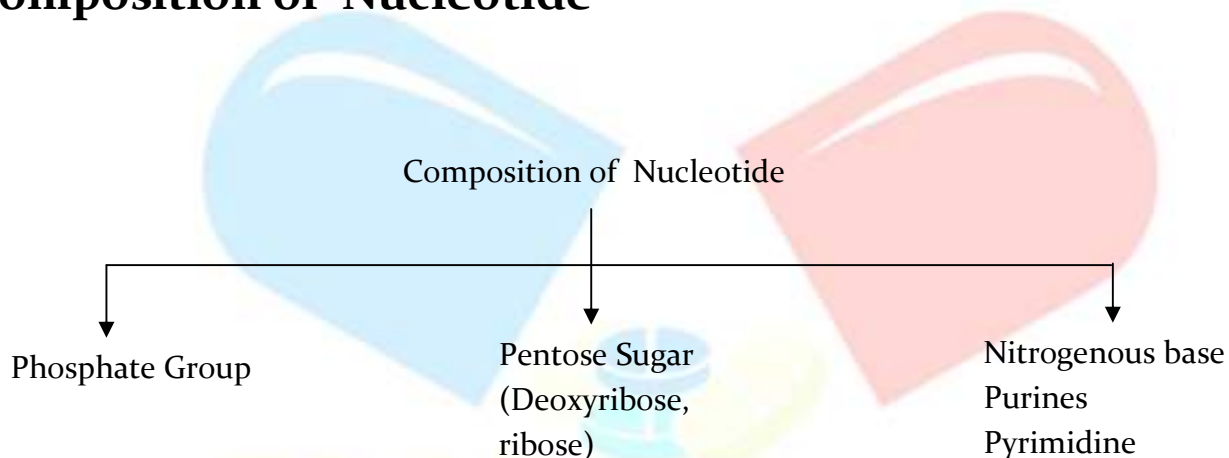 omposition of Nucleotide
Composition of Nucleotide
Phosphate Group
Pentose Sugar
(Deoxyribose,
ribose)
Nitrogenous base
Purines
Pyrimidine